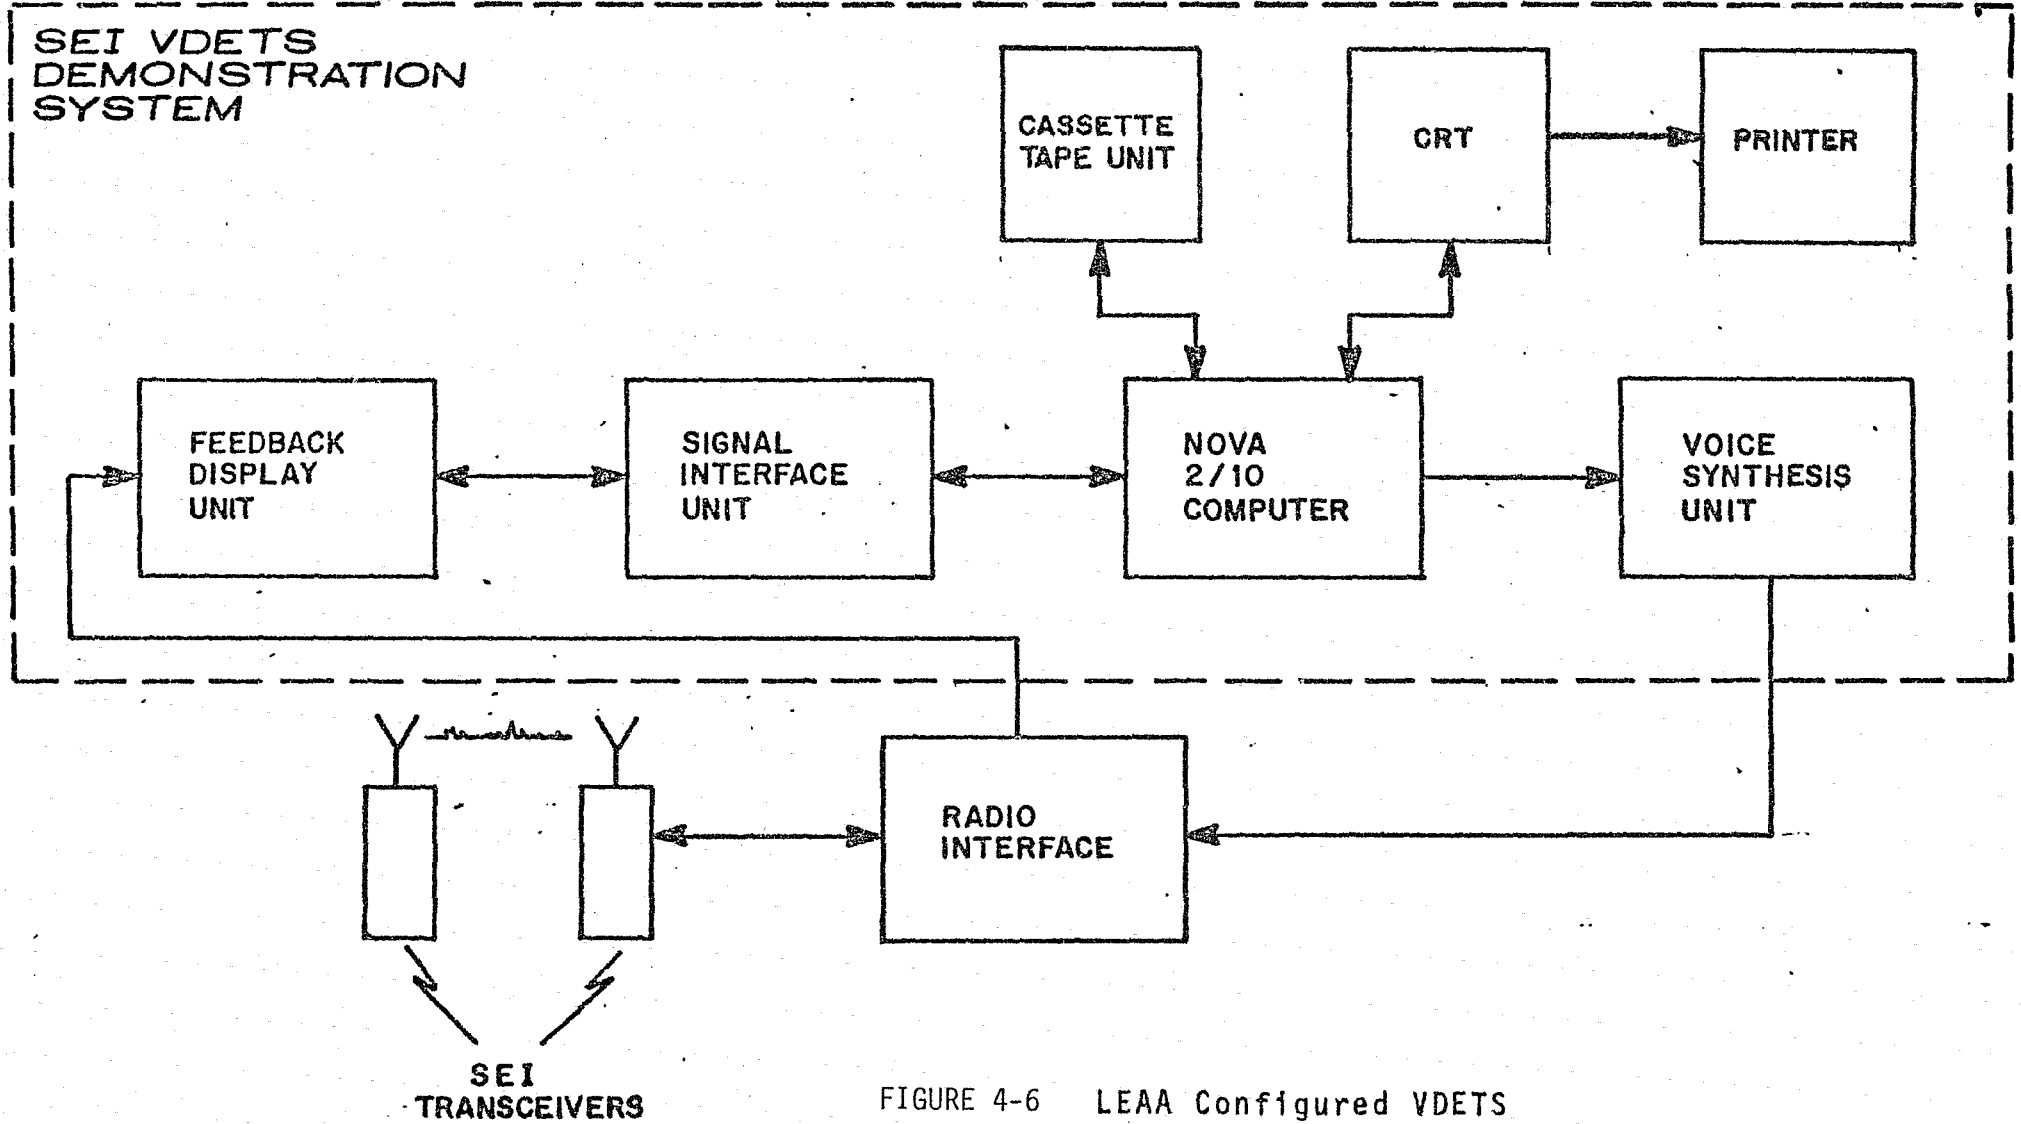 SEI VDETS
DEMONSTRATION
SYSTEM
CASSETTE
TAPE UNIT
CRT
PRINTER
FEEDBACK
DISPLAY
UNIT
SIGNAL
INTERFACE
UNIT
NOVA
2/10
COMPUTER
VOICE
SYNTHESIS
UNIT
RADIO
INTERFACE
SEI
TRANSCEIVERS
FIGURE 4-6 LEAA Configured VDETS